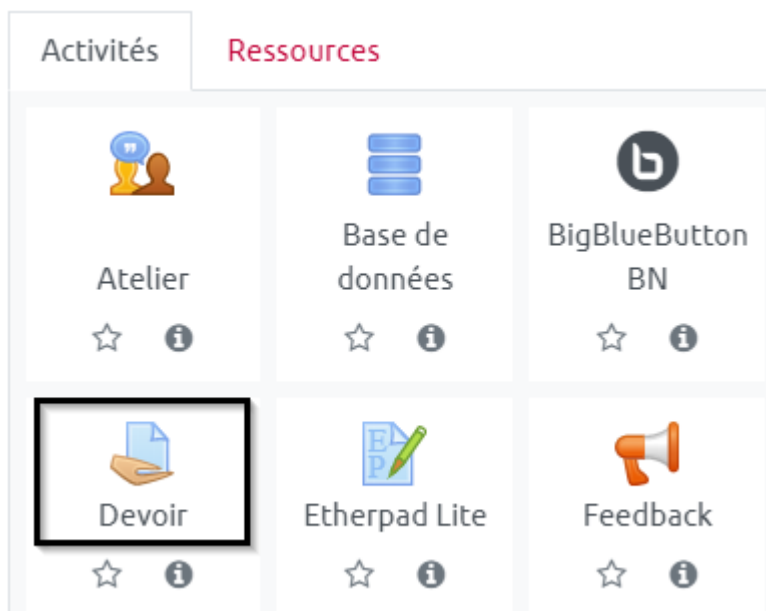 Activités Ressources
Base de BigBlueButton
Atelier données BN
Devoir Etherpad Lite Feedback